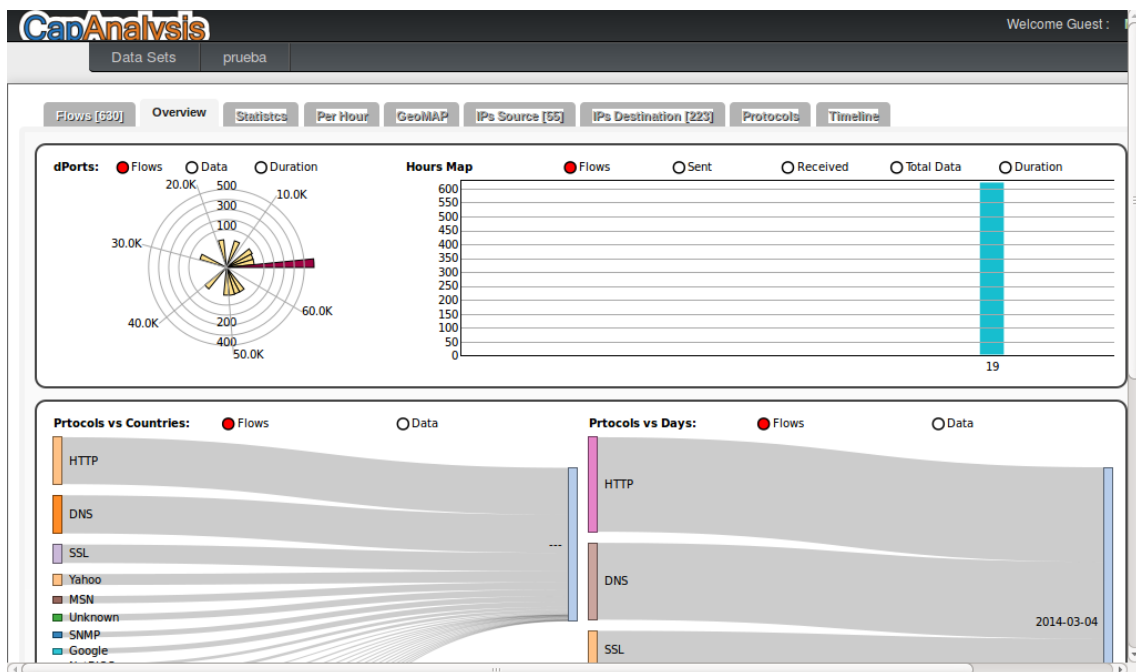 CapAnalysis
Welcome Guest :
Data Sets prueba
Flows [630] Overview Statistcs Per Hour GeoMAP IPs Source [55] IPs Destination [223] Protocols Timeline
dPorts: Flows Data Duration
20.0K 500 10.0K
300
100
30.0K
60.0K
40.0K 200
400
50.0K
Hours Map Flows Sent Received Total Data Duration
600
550
500
450
400
350
300
250
200
150
100
50
0
19
Prtocols vs Countries: Flows Data
HTTP
DNS
SSL
---
Yahoo
MSN
Unknown
SNMP
Google
Prtocols vs Days: Flows Data
HTTP
DNS
2014-03-04
SSL